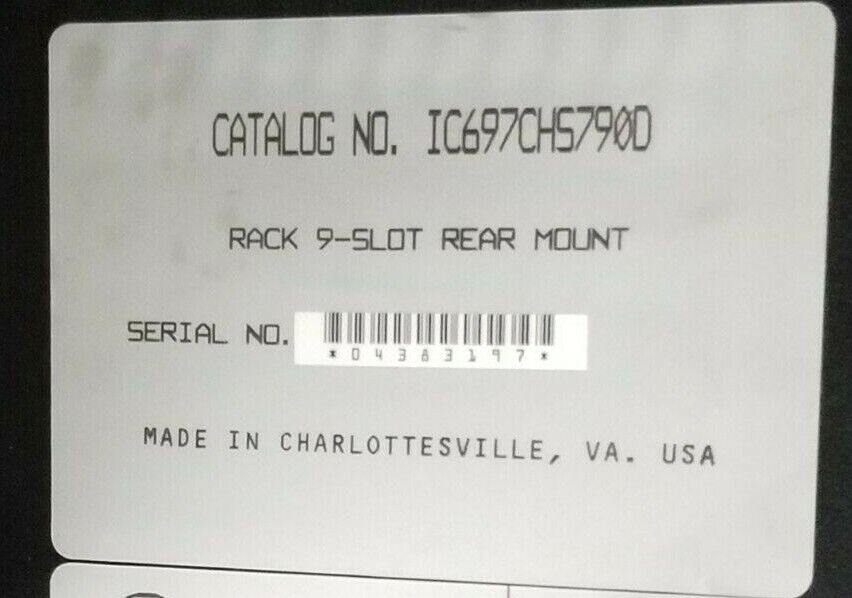 CATALOG NO. IC697CHS790D
RACK 9-SLOT REAR MOUNT
SERIAL NO.
*04383197*
MADE IN CHARLOTTESVILLE, VA. USA